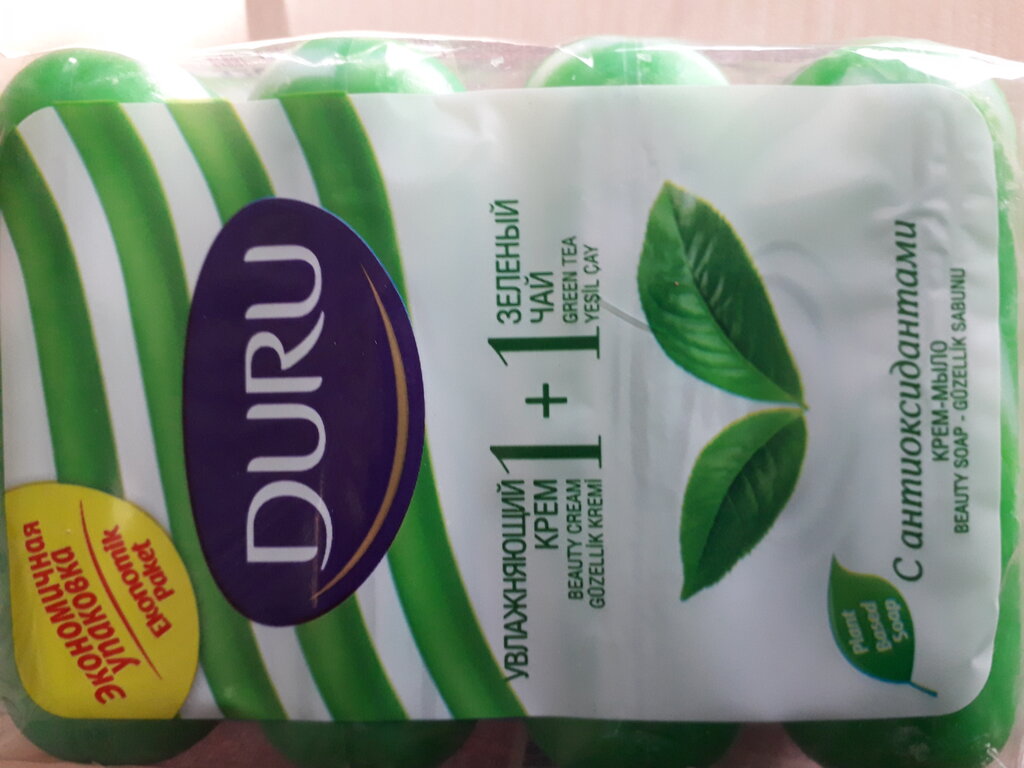 ЭКОНОМИЧНАЯ
УПАКОВКА
Ekonomik
Paket
DURU
УВЛАЖНЯЮЩИЙ
КРЕМ
BEAUTY CREAM
GÜZELLİK KREMİ
1 + 1
ЗЕЛЕНЫЙ
ЧАЙ
GREEN TEA
YEŞİL ÇAY
Plant
Based
Soap
С антиоксидантами
КРЕМ-МЫЛО
BEAUTY SOAP - GÜZELLİK SABUNU